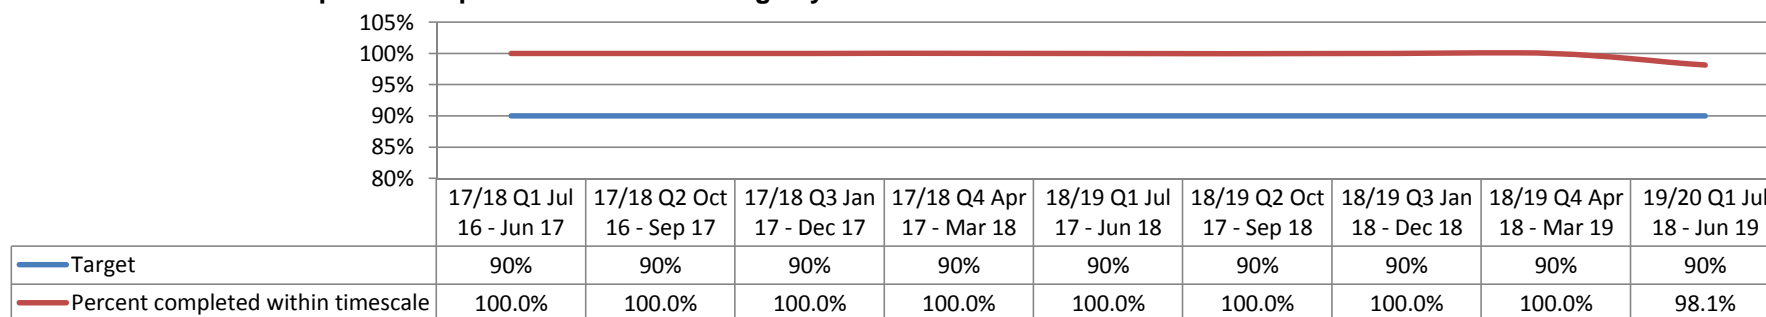 105%
100%
95%
90%
85%
80%
17/18 Q1 Jul 16 - Jun 17
17/18 Q2 Oct 16 - Sep 17
17/18 Q3 Jan 17 - Dec 17
17/18 Q4 Apr 17 - Mar 18
18/19 Q1 Jul 17 - Jun 18
18/19 Q2 Oct 17 - Sep 18
18/19 Q3 Jan 18 - Dec 18
18/19 Q4 Apr 18 - Mar 19
19/20 Q1 Jul 18 - Jun 19
Target 90% 90% 90% 90% 90% 90% 90% 90% 90%
Percent completed within timescale 100.0% 100.0% 100.0% 100.0% 100.0% 100.0% 100.0% 100.0% 98.1%